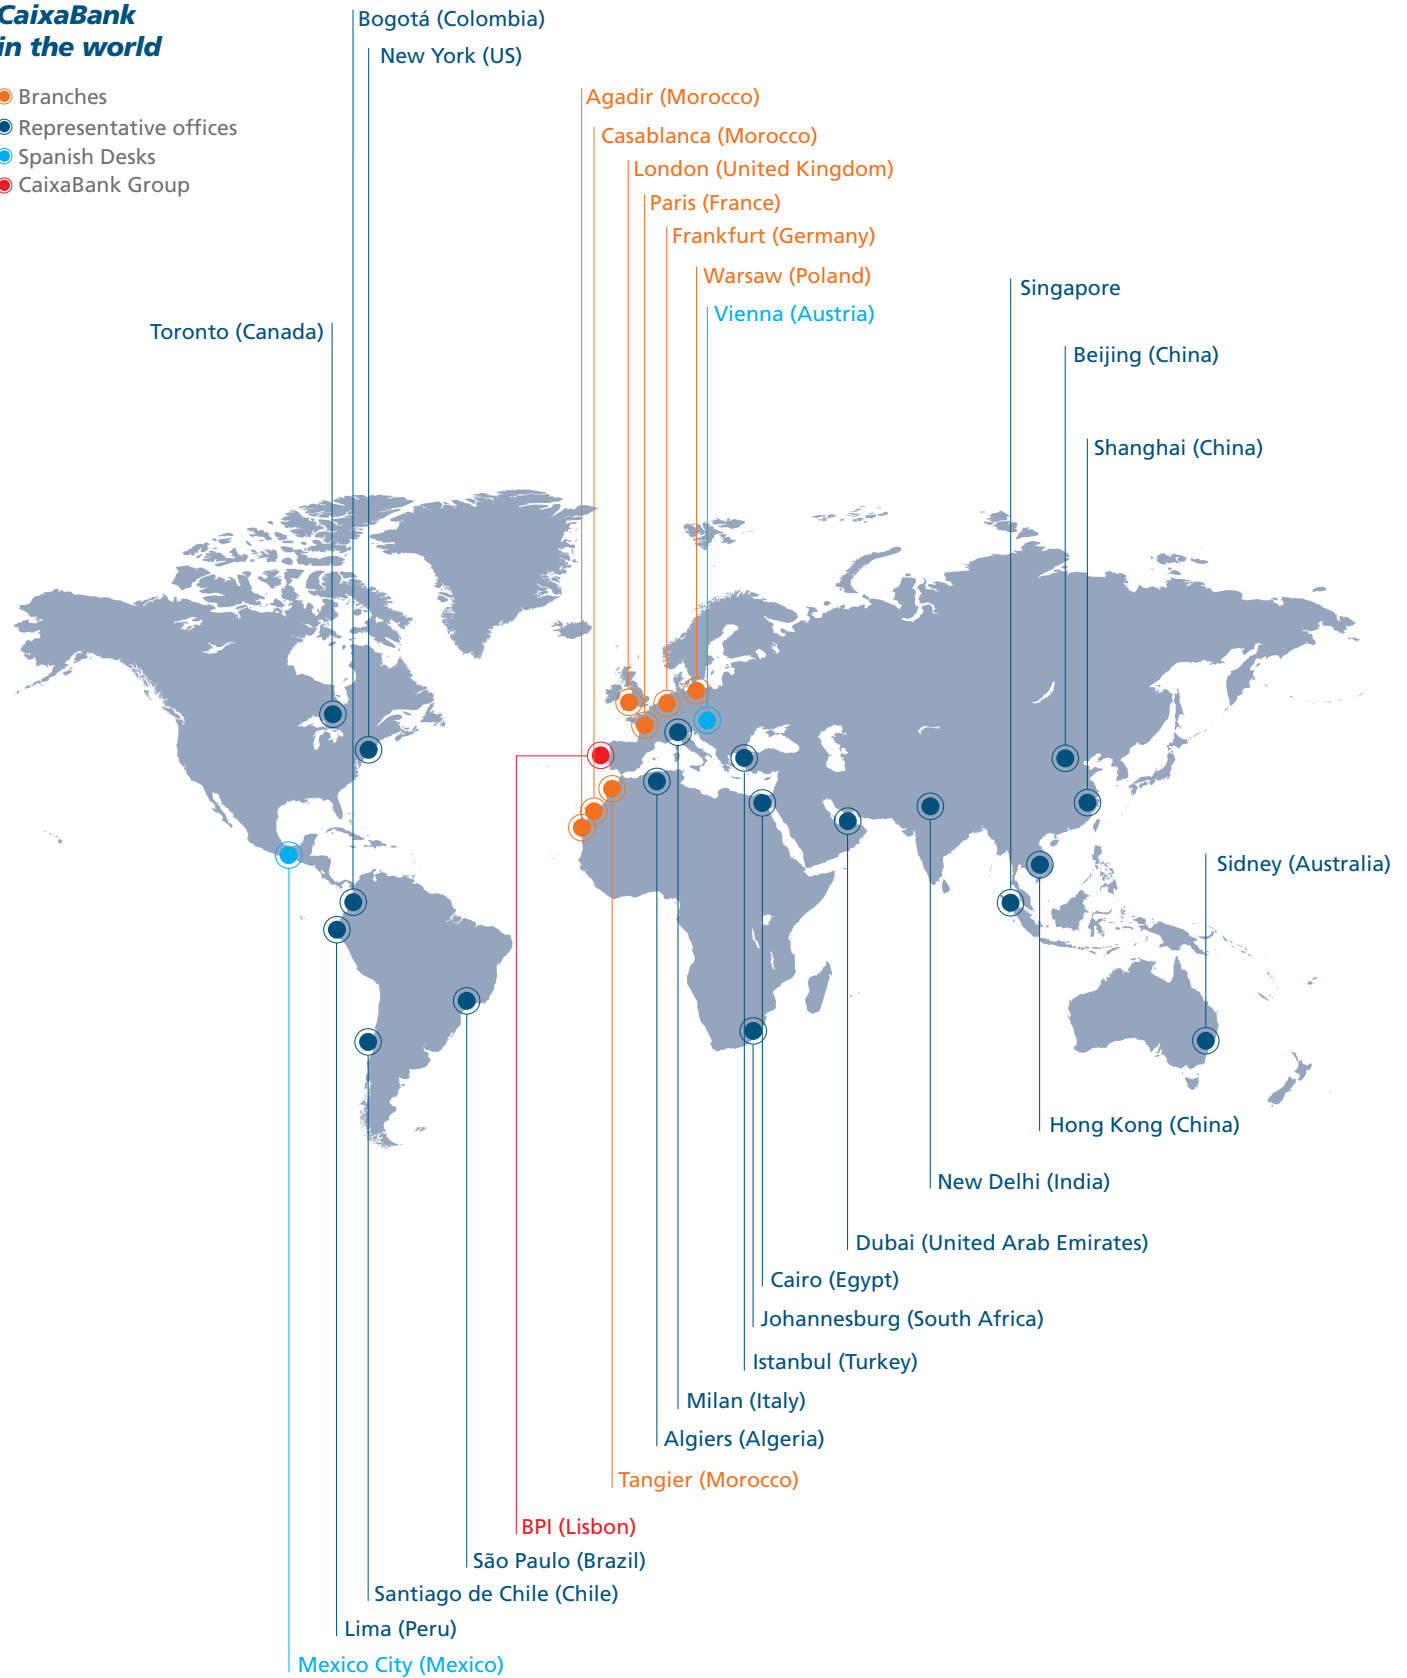 CaixaBank
in the world
Branches
Representative offices
Spanish Desks
CaixaBank Group
Bogotá (Colombia)
New York (US)
Agadir (Morocco)
Casablanca (Morocco)
London (United Kingdom)
Paris (France)
Frankfurt (Germany)
Warsaw (Poland)
Singapore
Vienna (Austria)
Toronto (Canada)
Beijing (China)
Shanghai (China)
Sidney (Australia)
Hong Kong (China)
New Delhi (India)
Dubai (United Arab Emirates)
Cairo (Egypt)
Johannesburg (South Africa)
Istanbul (Turkey)
Milan (Italy)
Algiers (Algeria)
Tangier (Morocco)
BPI (Lisbon)
São Paulo (Brazil)
Santiago de Chile (Chile)
Lima (Peru)
Mexico City (Mexico)